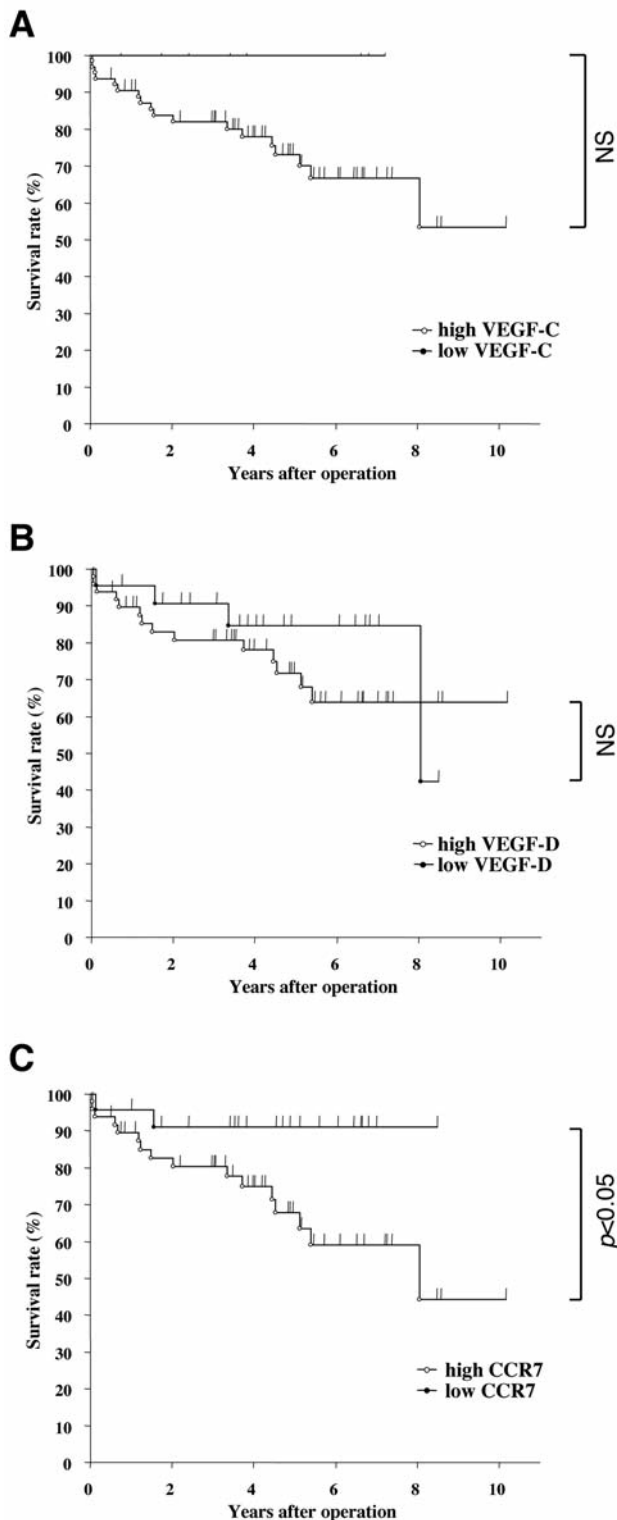 A
100
90
80
70
60
50
40
30
20
10
0
Survival rate (%)
0 2 4 6 8 10
Years after operation
high VEGF-C
low VEGF-C
NS
B
100
90
80
70
60
50
40
30
20
10
0
Survival rate (%)
0 2 4 6 8 10
Years after operation
high VEGF-D
low VEGF-D
NS
C
100
90
80
70
60
50
40
30
20
10
0
Survival rate (%)
0 2 4 6 8 10
Years after operation
high CCR7
low CCR7
p<0.05